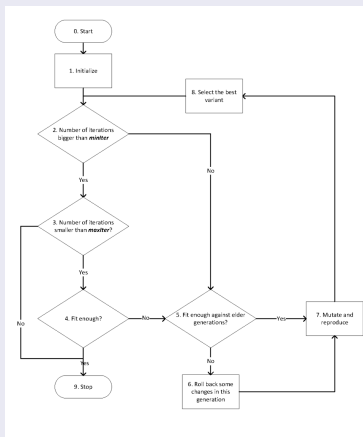 0. Start
1. Initialize
8. Select the best
variant
2. Number of iterations
bigger than miniter
No
Yes
3. Number of iterations
smaller than maxiter?
Yes
4. Fit enough?
No
5. Fit enough against elder
generations?
Yes
7. Mutate and
reproduce
No
Yes
No
9. Stop
6. Roll back some
changes in this
generation